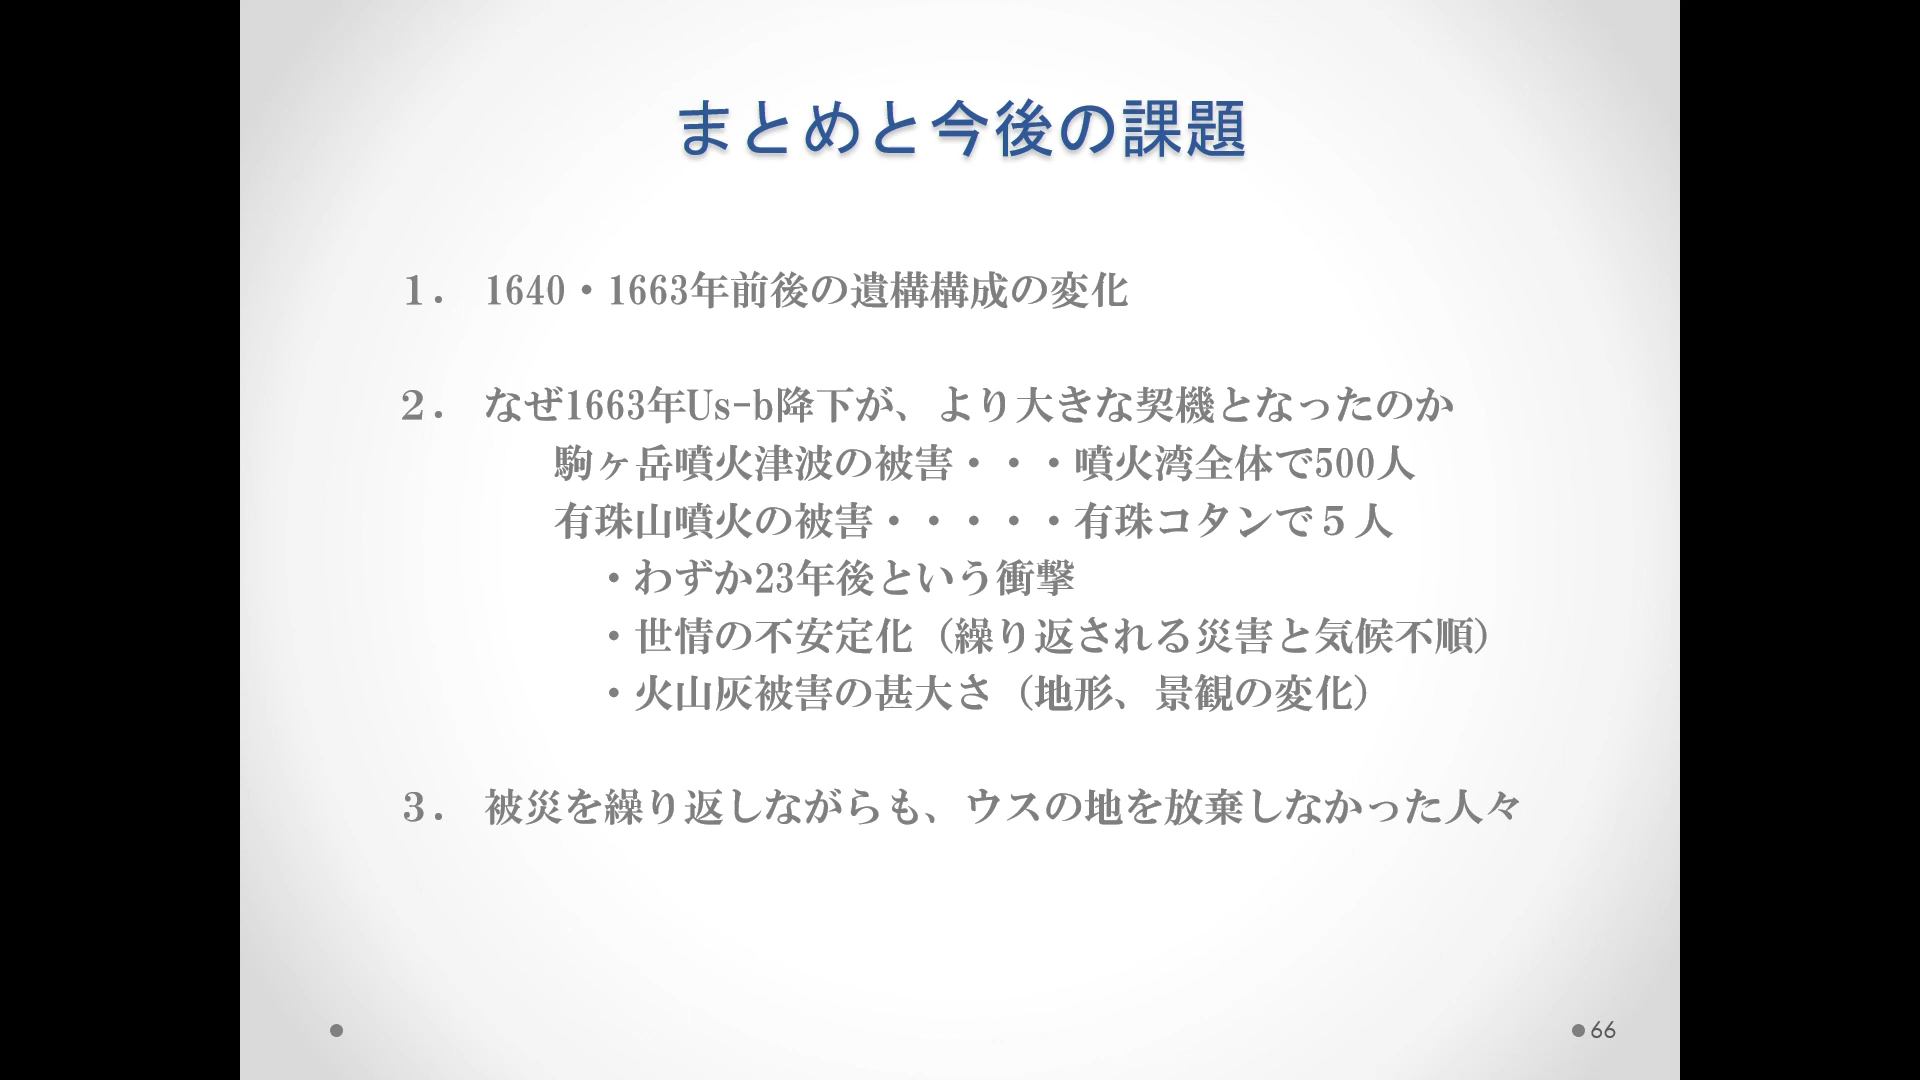 まとめと今後の課題
１． 1640・1663年前後の遺構構成の変化
２． なぜ1663年Us-b降下が、より大きな契機となったのか
駒ヶ岳噴火津波の被害・・・噴火湾全体で500人
有珠山噴火の被害・・・・・有珠コタンで５人
・わずか23年後という衝撃
・世情の不安定化（繰り返される災害と気候不順）
・火山灰被害の甚大さ（地形、景観の変化）
３． 被災を繰り返しながらも、ウスの地を放棄しなかった人々
66